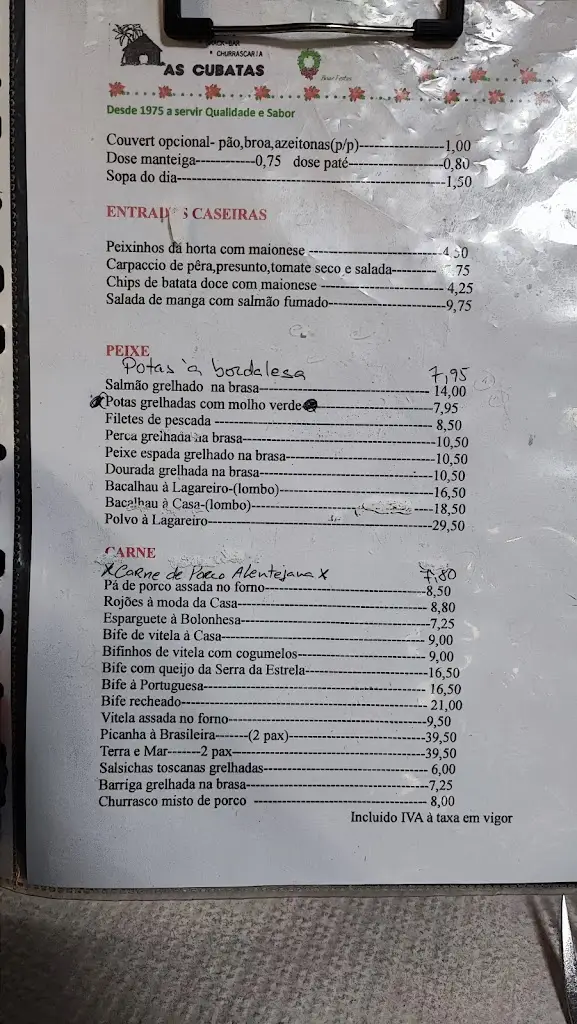 SNACK-BAR
• CHURRASCARIA
AS CUBATAS
Boas Festas
Desde 1975 a servir Qualidade e Sabor
Couvert opcional- pão,broa,azeitonas(p/p)--------------------1,00
Dose manteiga------------0,75 dose paté---------------------0,80
Sopa do dia----------------------------------------------------------1,50
ENTRADAS CASEIRAS
Peixinhos da horta com maionese -------------------------------
Carpaccio de pêra,presunto,tomate seco e salada---------- 75
Chips de batata doce com maionese ---------------------------- 4,25
Salada de manga com salmão fumado--------------------------9,75
PEIXE
Potas à bordalesa 7,95
Salmão grelhado na brasa--------------------------------------- 14,00
Potas grelhadas com molho verde ---------------------------7,95
Filetes de pescada ------------------------------------------------ 8,50
Perca grelhada na brasa-------------------------------------------10,50
Peixe espada grelhado na brasa----------------------------------10,50
Dourada grelhada na brasa---------------------------------------10,50
Bacalhau à Lagareiro-(lombo)-----------------------------------16,50
Bacalhau à Casa-(lombo)-----------------------------------------18,50
Polvo à Lagareiro---------------------------------------------------29,50
CARNE
x Carne de Porco Alentejana x 7,80
Pá de porco assada no forno--------------------------------------8,50
Rojões à moda da Casa-------------------------------------------- 8,80
Esparguete à Bolonhesa--------------------------------------------7,25
Bife de vitela à Casa------------------------------------------------ 9,00
Bifinhos de vitela com cogumelos------------------------------- 9,00
Bife com queijo da Serra da Estrela-----------------------------16,50
Bife à Portuguesa---------------------------------------------------- 16,50
Bife recheado--------------------------------------------------------- 21,00
Vitela assada no forno----------------------------------------------9,50
Picanha à Brasileira-------(2 pax)---------------------------------39,50
Terra e Mar-------2 pax---------------------------------------------39,50
Salsichas toscanas grelhadas--------------------------------------- 6,00
Barriga grelhada na brasa-------------------------------------------7,25
Churrasco misto de porco ------------------------------------------ 8,00
Incluído IVA à taxa em vigor